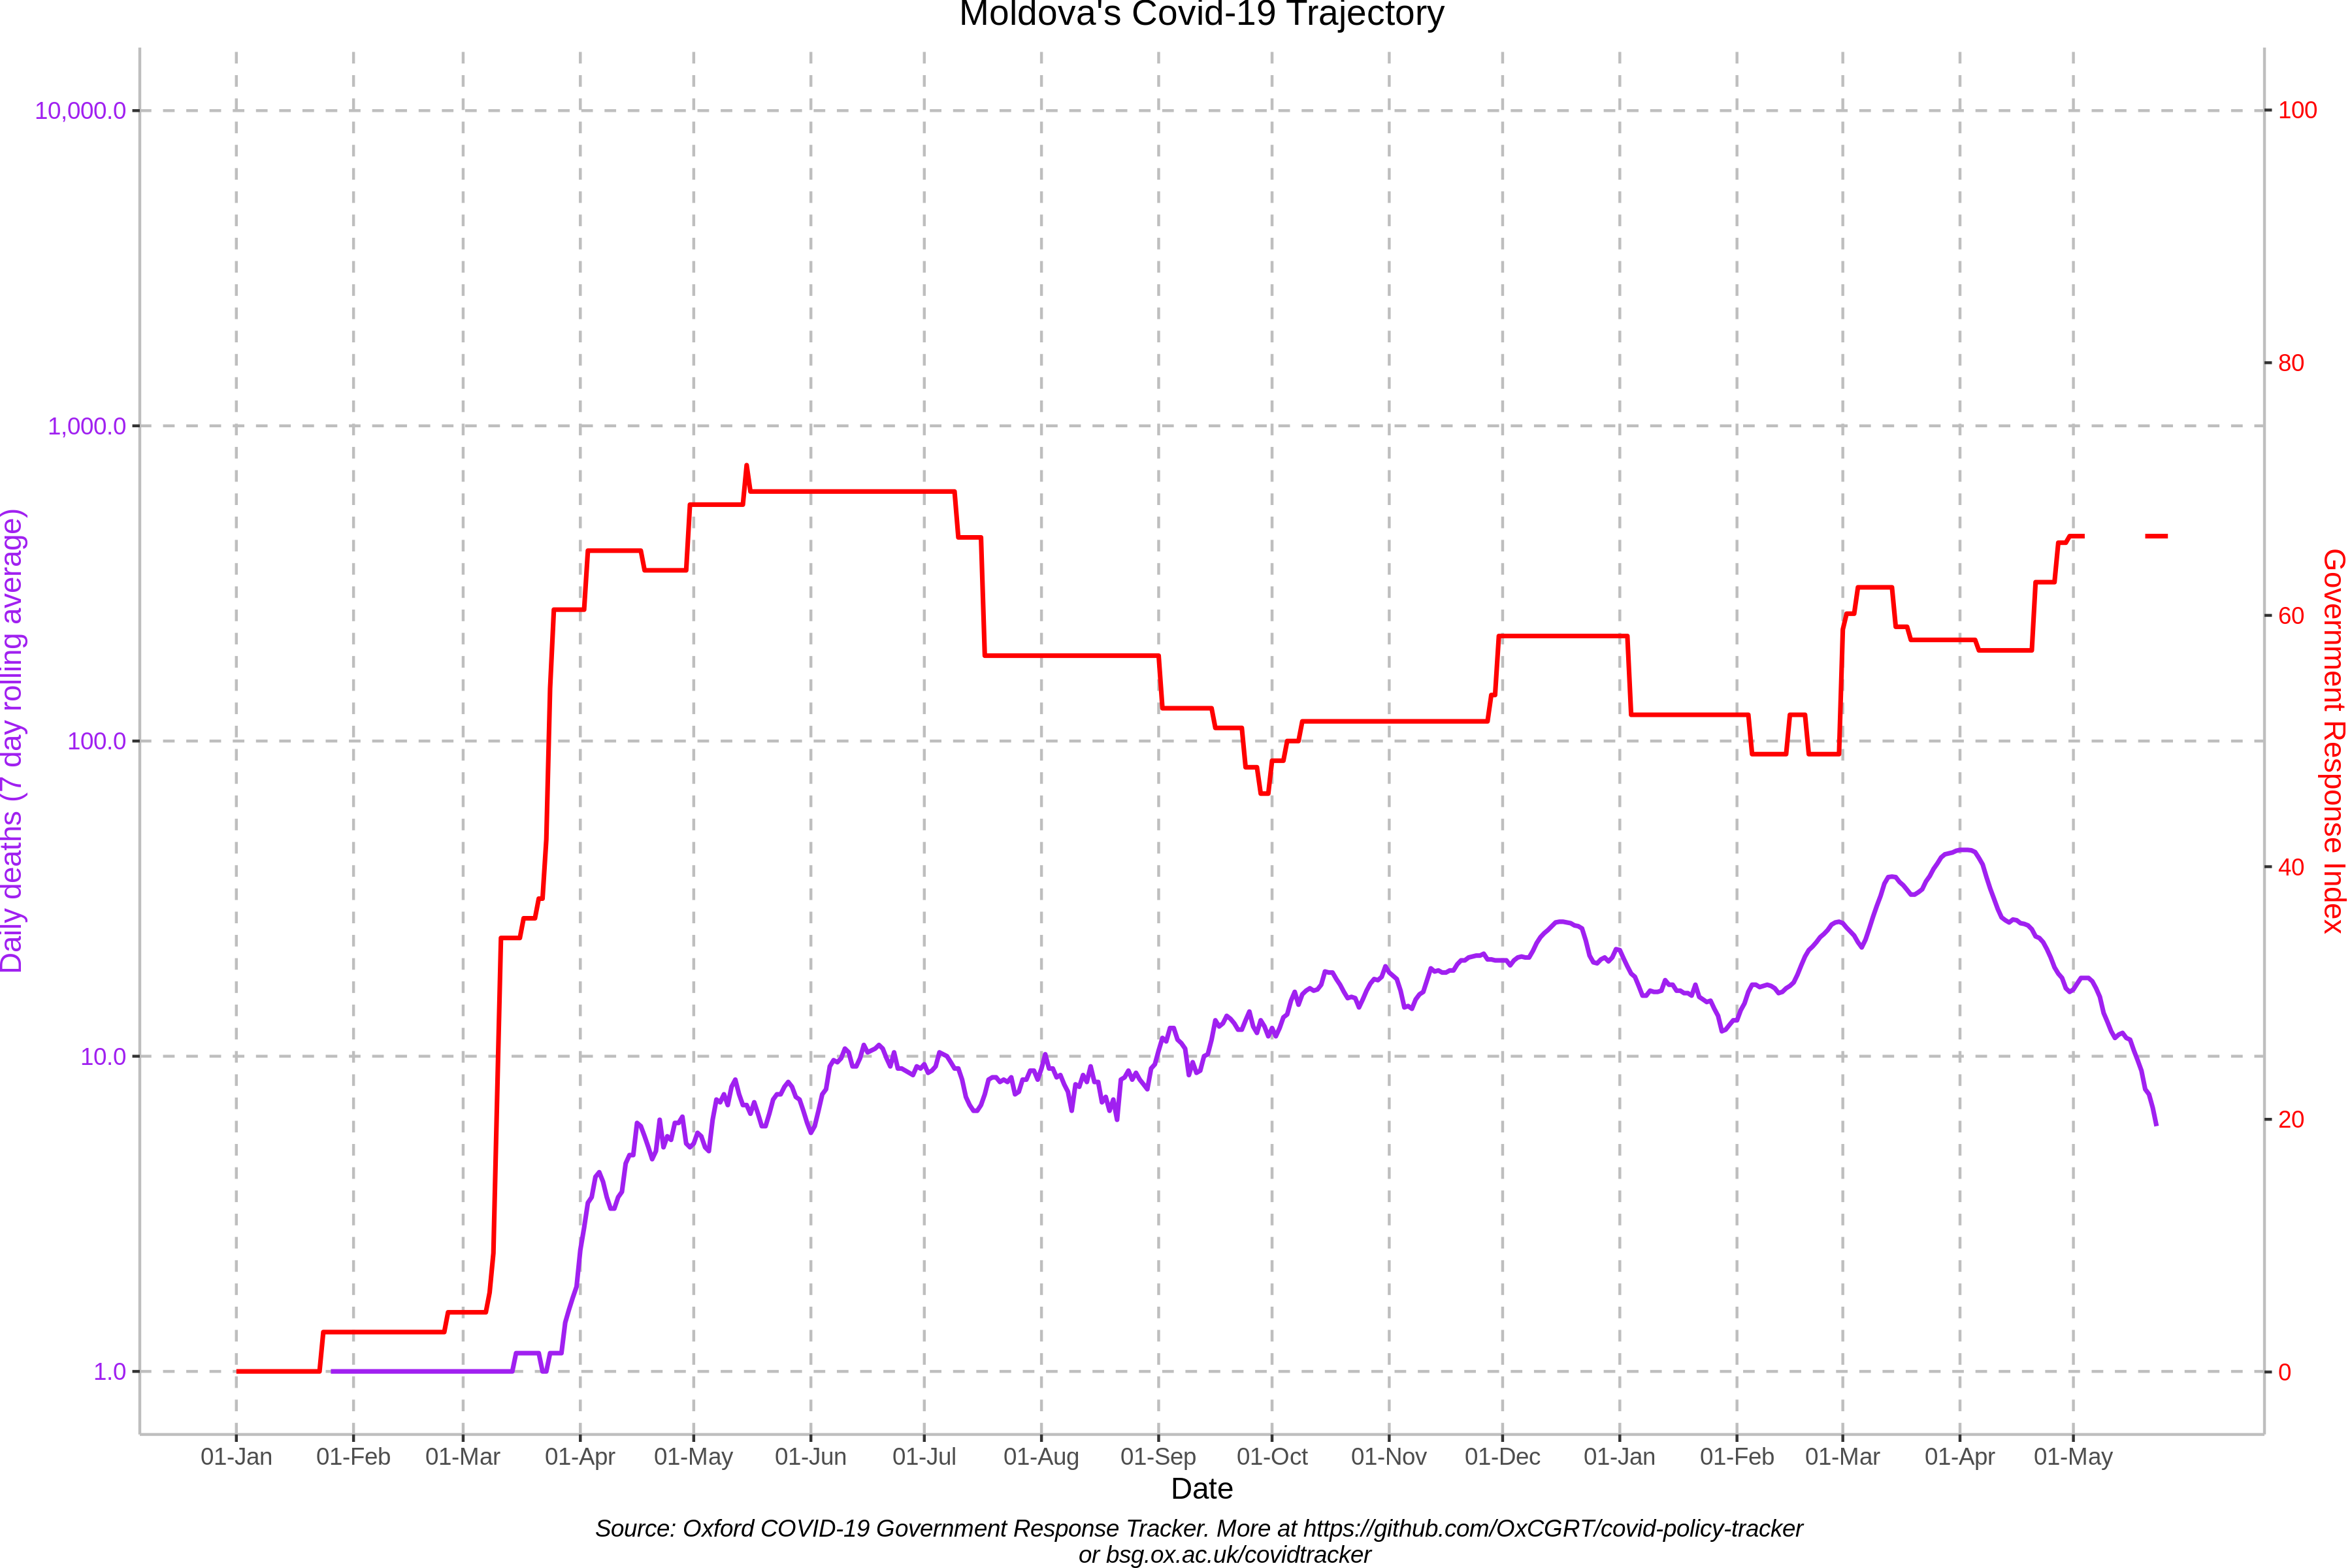 Moldova's Covid-19 Trajectory
10,000.0
1,000.0
100.0
10.0
1.0
Daily deaths (7 day rolling average)
100
80
60
40
20
0
Government Response Index
01-Jan 01-Feb 01-Mar 01-Apr 01-May 01-Jun 01-Jul 01-Aug 01-Sep 01-Oct 01-Nov 01-Dec 01-Jan 01-Feb 01-Mar 01-Apr 01-May
Date
Source: Oxford COVID-19 Government Response Tracker. More at https://github.com/OxCGRT/covid-policy-tracker
or bsg.ox.ac.uk/covidtracker